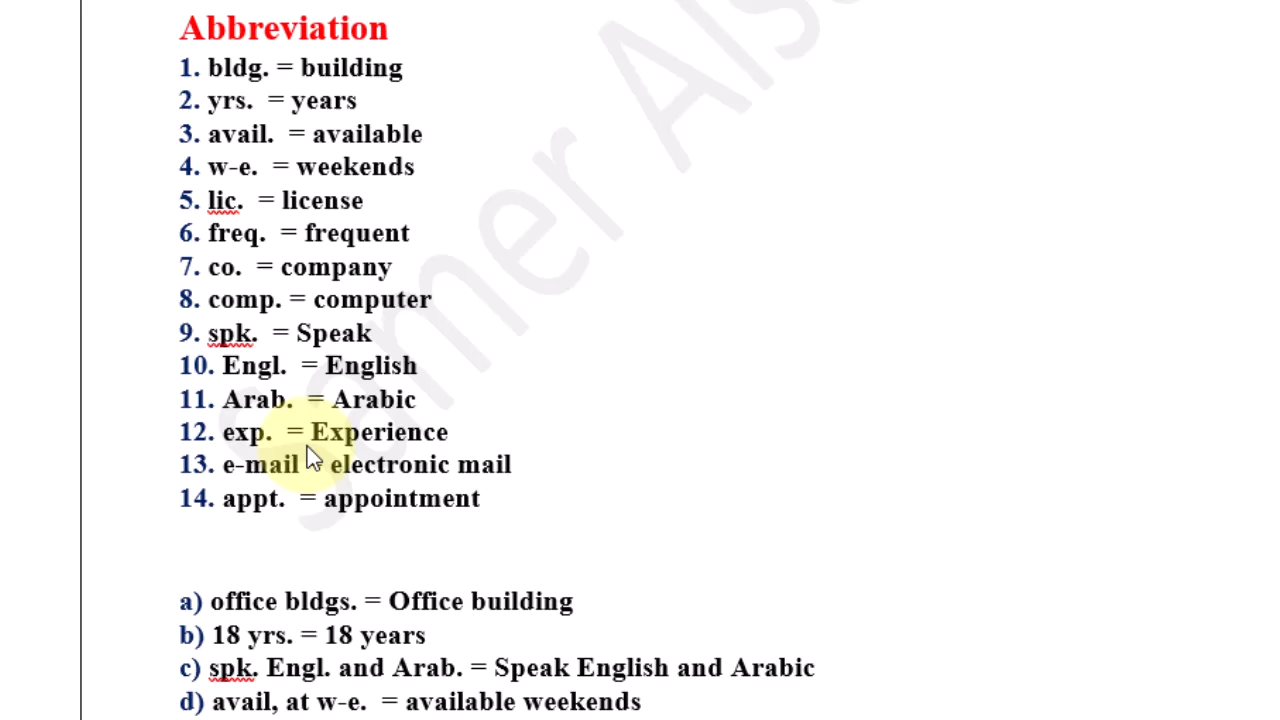 Abbreviation
1. bldg. = building
2. yrs. = years
3. avail. = available
4. w-e. = weekends
5. lic. = license
6. freq. = frequent
7. co. = company
8. comp. = computer
9. spk. = Speak
10. Engl. = English
11. Arab. = Arabic
12. exp. = Experience
13. e-mail = electronic mail
14. appt. = appointment
a) office bldgs. = Office building
b) 18 yrs. = 18 years
c) spk. Engl. and Arab. = Speak English and Arabic
d) avail, at w-e. = available weekends
Samer